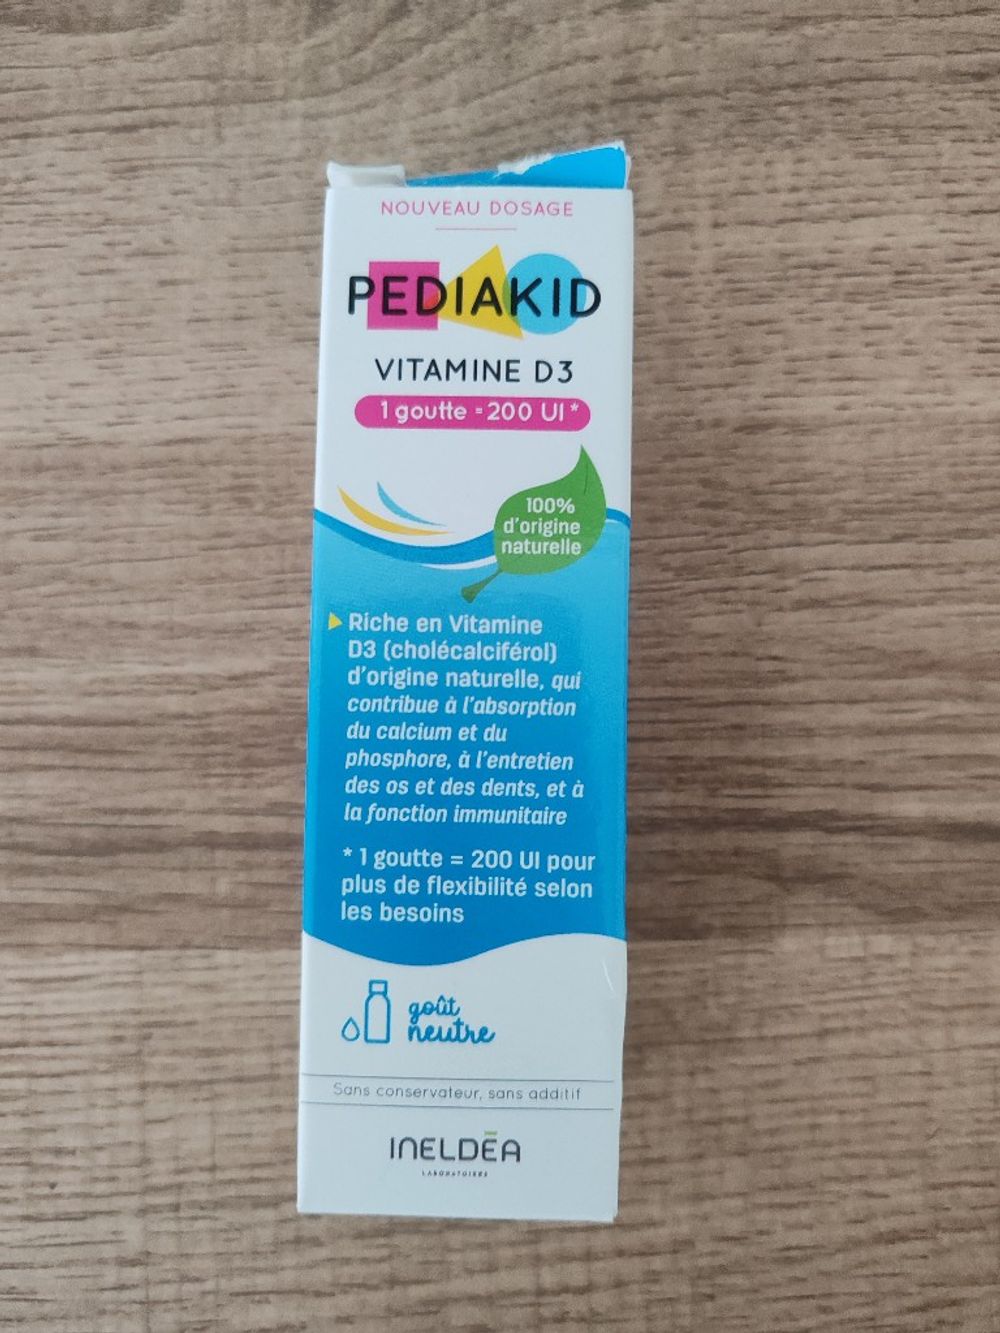 NOUVEAU DOSAGE
PEDIAKID
VITAMINE D3
1 goutte = 200 UI *
100%
d'origine
naturelle
Riche en Vitamine
D3 (cholécalciférol)
d'origine naturelle, qui
contribue à l'absorption
du calcium et du
phosphore, à l'entretien
des os et des dents, et à
la fonction immunitaire
* 1 goutte = 200 UI pour
plus de flexibilité selon
les besoins
goût
neutre
Sans conservateur, sans additif
INELDĒA
LABORATOIRES